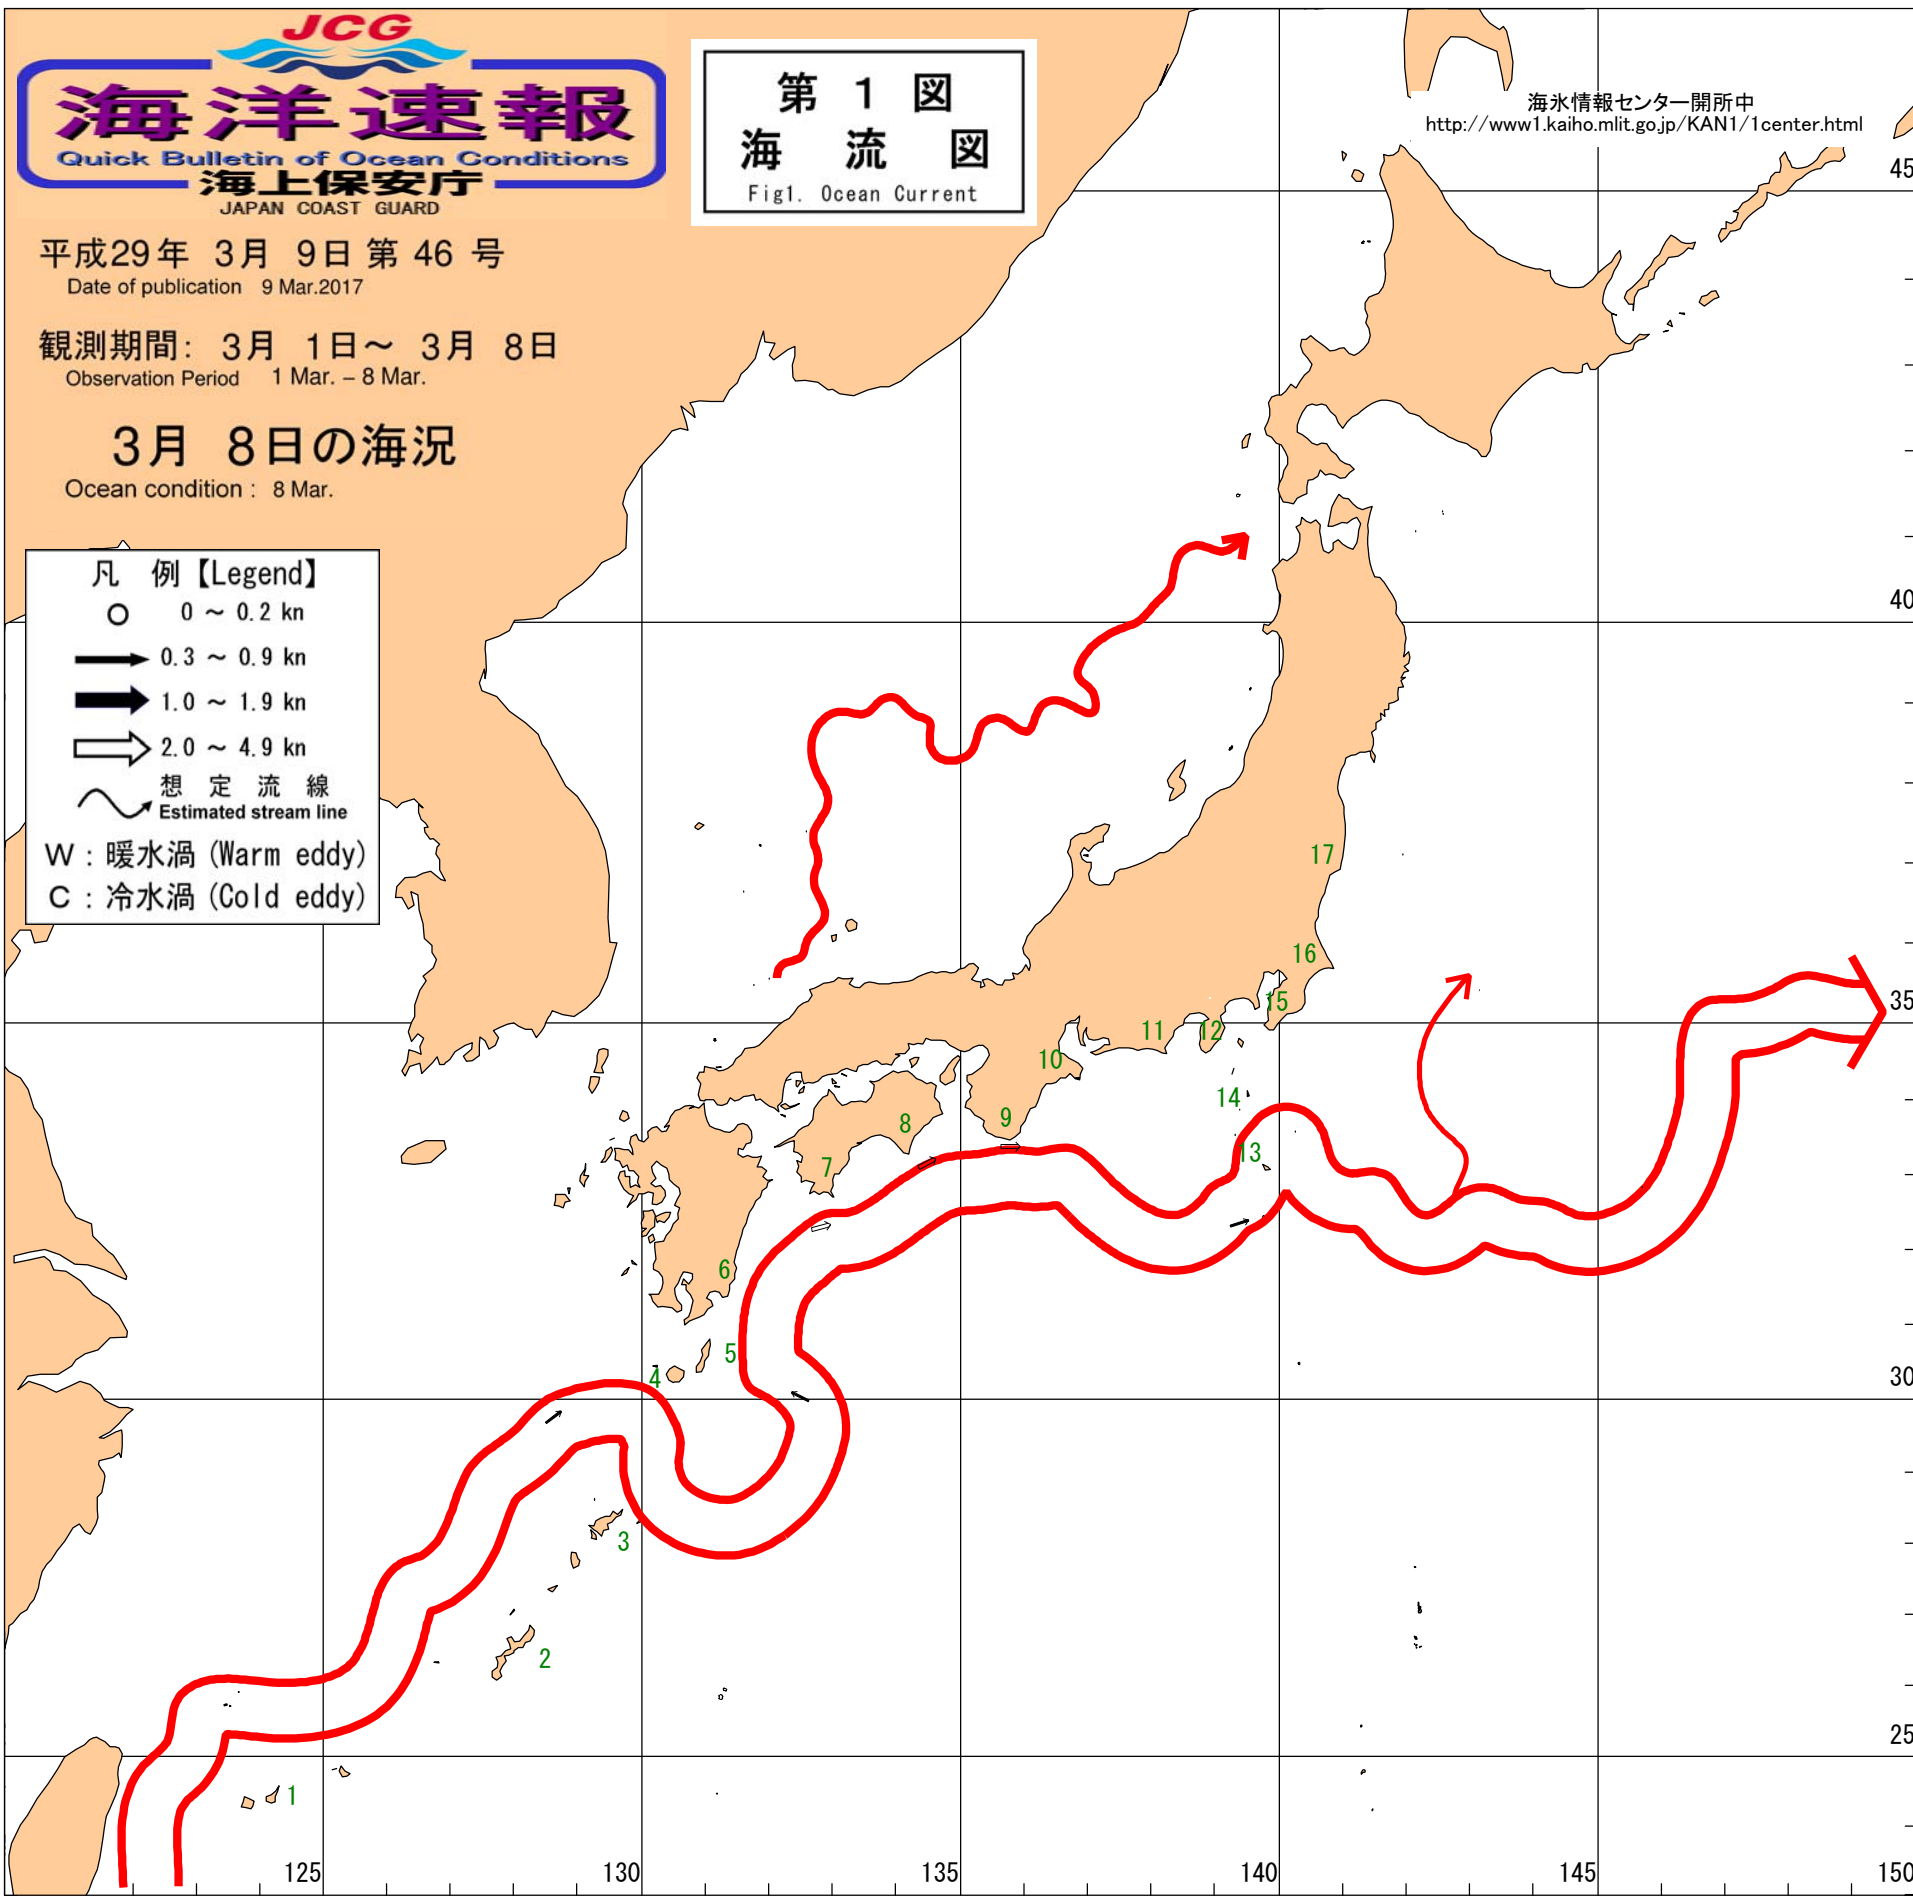 JCG
海洋速報
Quick Bulletin of Ocean Conditions
海上保安庁
JAPAN COAST GUARD
平成29年 3月 9日 第 46 号
Date of publication 9 Mar.2017
観測期間: 3月 1日～ 3月 8日
Observation Period 1 Mar. – 8 Mar.
3月 8日の海況
Ocean condition : 8 Mar.
第 1 図
海 流 図
Fig1. Ocean Current
海氷情報センター開所中
http://www1.kaiho.mlit.go.jp/KAN1/1center.html
凡 例【Legend】
0 ～ 0.2 kn
0.3 ～ 0.9 kn
1.0 ～ 1.9 kn
2.0 ～ 4.9 kn
想 定 流 線
Estimated stream line
W : 暖水渦 (Warm eddy)
C : 冷水渦 (Cold eddy)
45
40
35
30
25
17
16
15
12
11
10
14
13
9
8
7
6
5
4
3
2
1
125
130
135
140
145
150